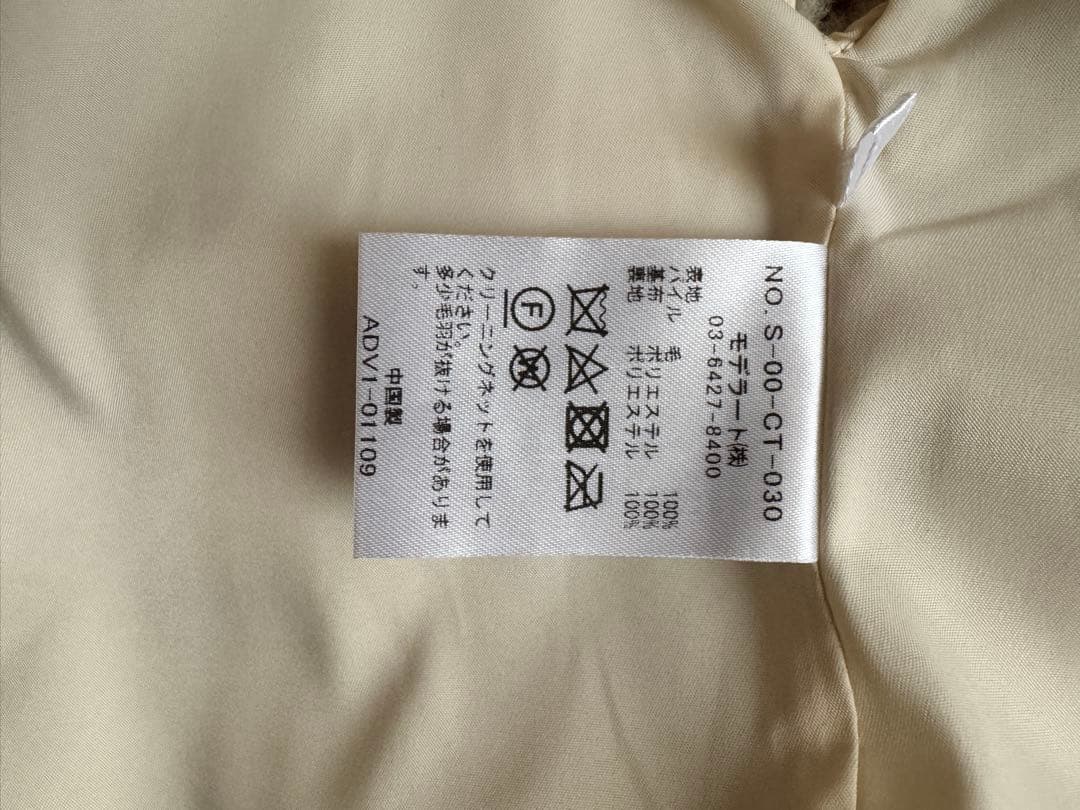 NO. S-00-CT-030
モデラート(株)
03-6427-8400
表地
パイル 毛 100%
基布 ポリエステル 100%
裏地 ポリエステル 100%
F
W
クリーニングネットを使用して
ください。
多少毛羽が抜ける場合がありま
す。
中国製
ADV1-01109